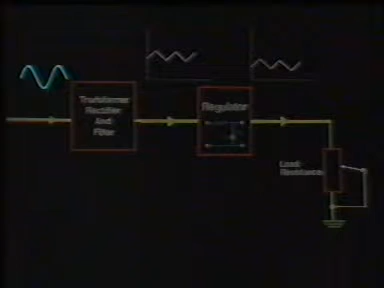 Transformer
Rectifier
And
Filter
Regulator
Load
Resistance